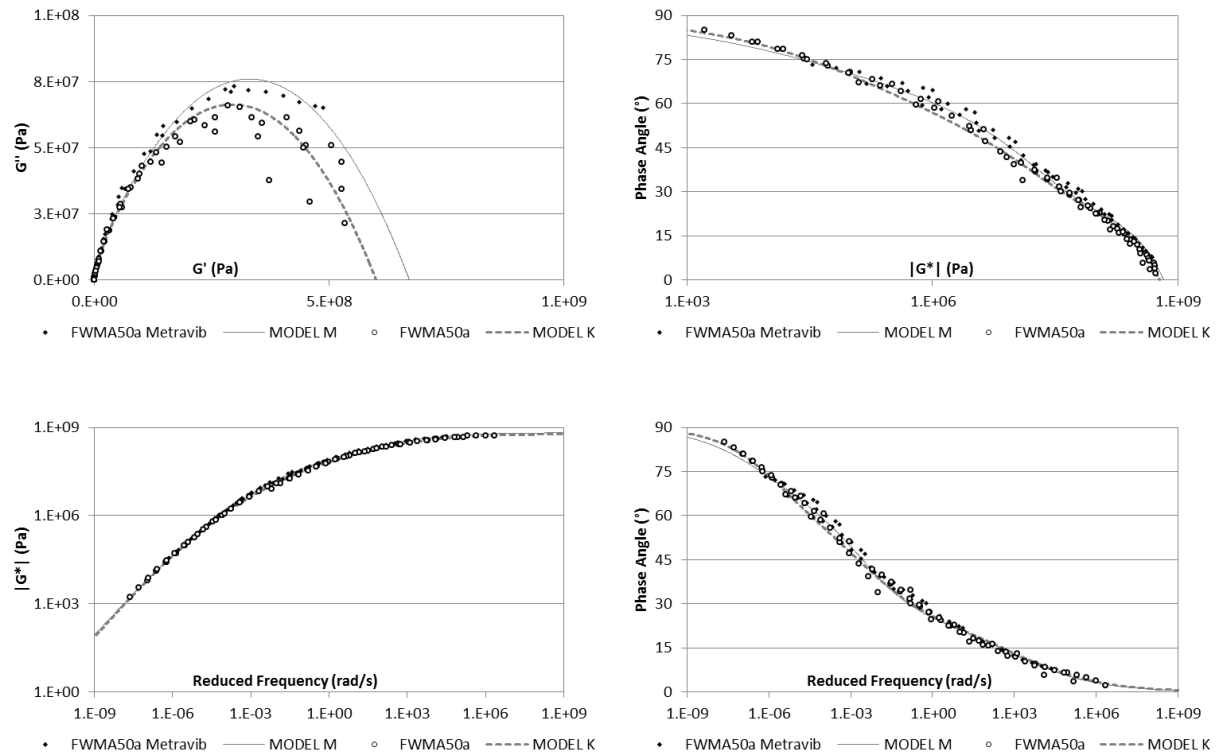 1.E+08
8.E+07
5.E+07
3.E+07
0.E+00
G'' (Pa)
G' (Pa)
0.E+00 5.E+08 1.E+09
FWMA50a Metravib MODEL M FWMA50a MODEL K
90
75
60
45
30
15
0
Phase Angle (°)
|G*| (Pa)
1.E+03 1.E+06 1.E+09
FWMA50a Metravib MODEL M FWMA50a MODEL K
1.E+09
1.E+06
1.E+03
1.E+00
|G*| (Pa)
Reduced Frequency (rad/s)
1.E-09 1.E-06 1.E-03 1.E+00 1.E+03 1.E+06 1.E+09
FWMA50a Metravib MODEL M FWMA50a MODEL K
90
75
60
45
30
15
0
Phase Angle (°)
Reduced Frequency (rad/s)
1.E-09 1.E-06 1.E-03 1.E+00 1.E+03 1.E+06 1.E+09
FWMA50a Metravib MODEL M FWMA50a MODEL K